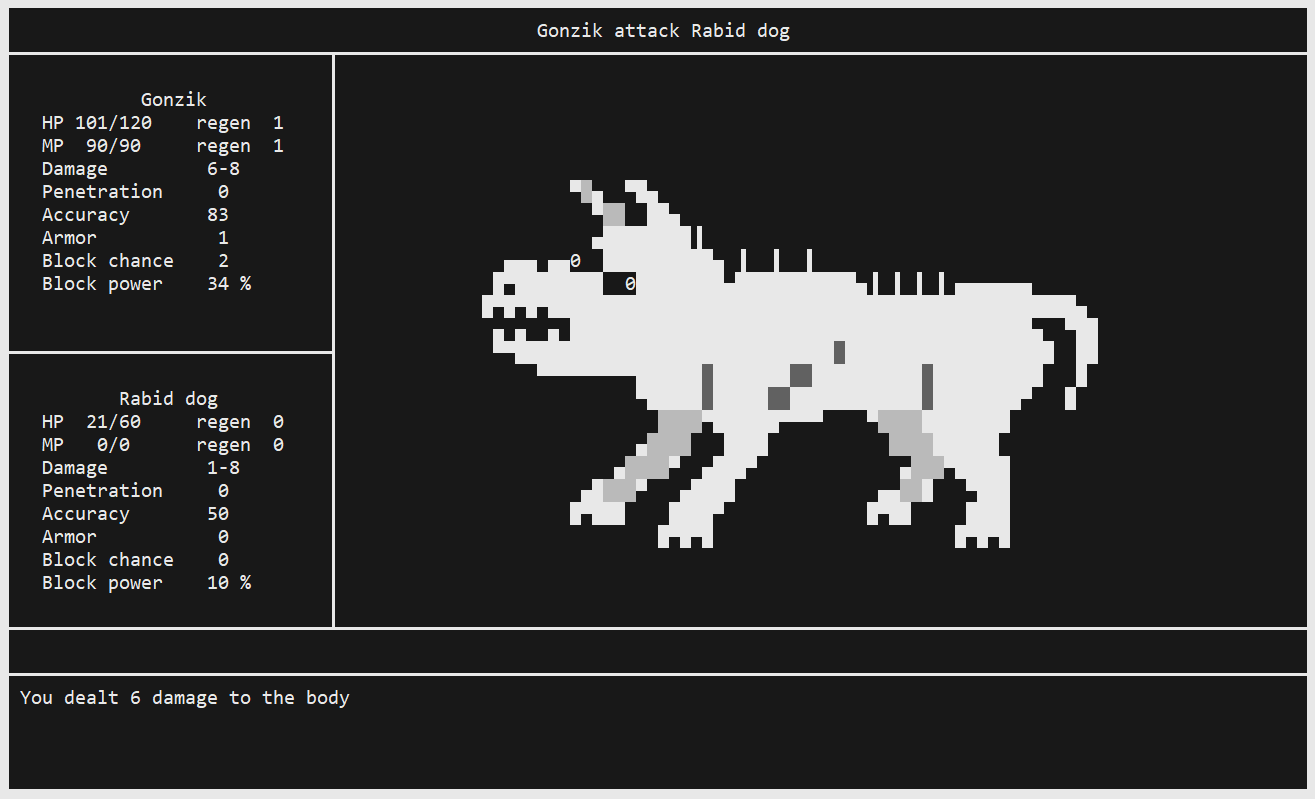 Gonzik attack Rabid dog
Gonzik
HP 101/120 regen 1
MP 90/90 regen 1
Damage 6-8
Penetration 0
Accuracy 83
Armor 1
Block chance 2
Block power 34 %
Rabid dog
HP 21/60 regen 0
MP 0/0 regen 0
Damage 1-8
Penetration 0
Accuracy 50
Armor 0
Block chance 0
Block power 10 %
0
0
You dealt 6 damage to the body